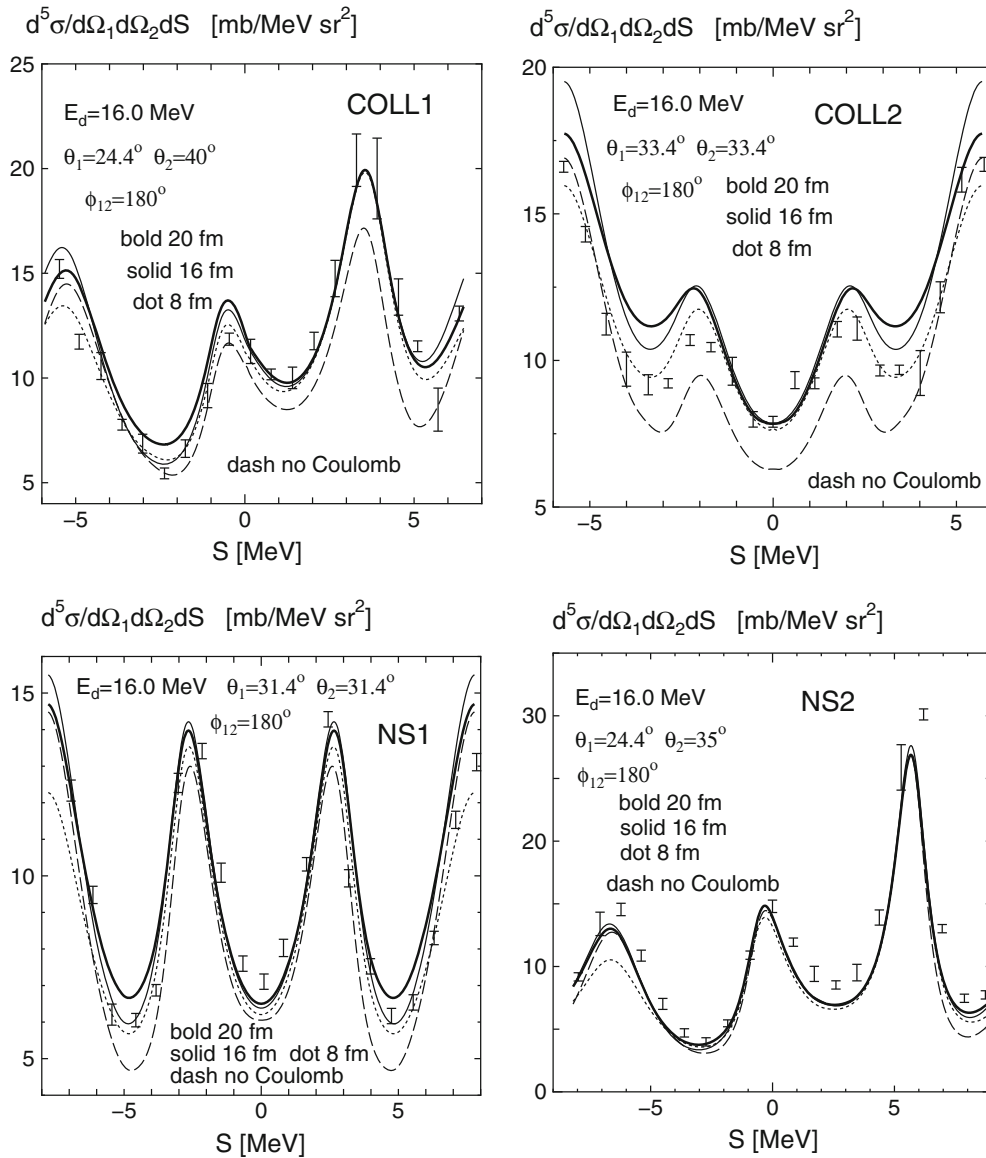 d⁵σ/dΩ₁dΩ₂dS [mb/MeV sr²]
25
20
15
10
5
−5
0
5
S [MeV]
COLL1
E_d=16.0 MeV
θ₁=24.4° θ₂=40°
ϕ₁₂=180°
bold 20 fm
solid 16 fm
dot 8 fm
dash no Coulomb
d⁵σ/dΩ₁dΩ₂dS [mb/MeV sr²]
20
15
10
5
−5
0
5
S [MeV]
E_d=16.0 MeV
COLL2
θ₁=33.4° θ₂=33.4°
ϕ₁₂=180°
bold 20 fm
solid 16 fm
dot 8 fm
dash no Coulomb
d⁵σ/dΩ₁dΩ₂dS [mb/MeV sr²]
15
10
5
−5
0
5
S [MeV]
E_d=16.0 MeV θ₁=31.4° θ₂=31.4°
ϕ₁₂=180°
NS1
bold 20 fm
solid 16 fm dot 8 fm
dash no Coulomb
d⁵σ/dΩ₁dΩ₂dS [mb/MeV sr²]
30
20
10
0
−5
0
5
S [MeV]
E_d=16.0 MeV
NS2
θ₁=24.4° θ₂=35°
ϕ₁₂=180°
bold 20 fm
solid 16 fm
dot 8 fm
dash no Coulomb